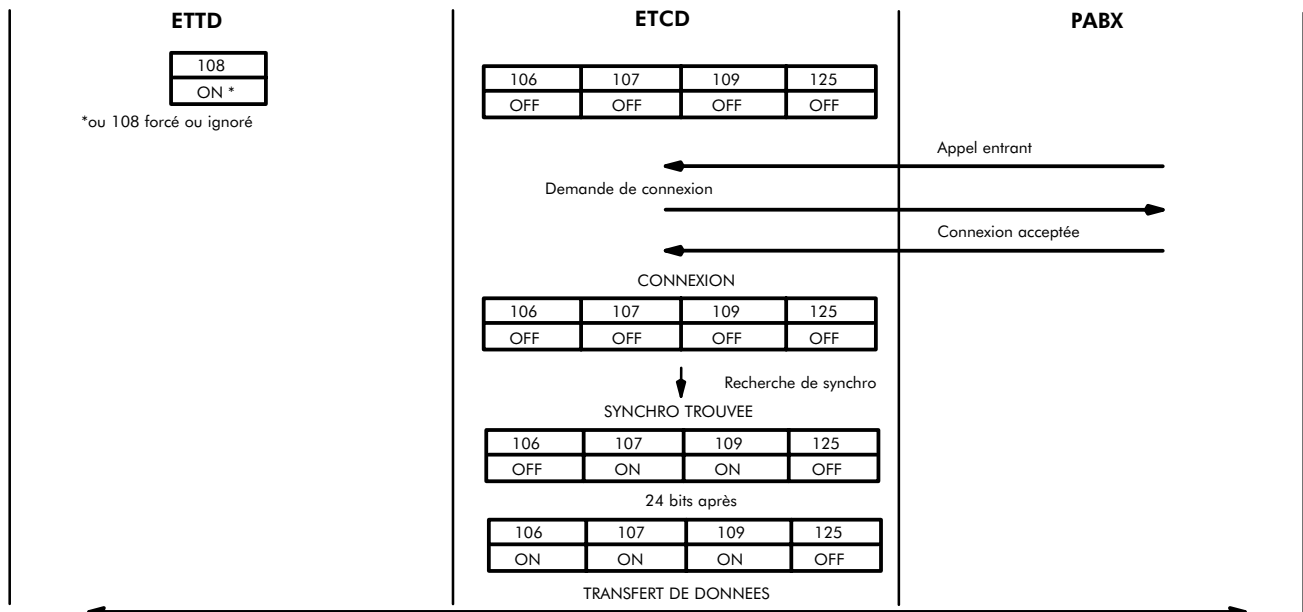 ETTD ETCD PABX
108
ON *
*ou 108 forcé ou ignoré
106 107 109 125
OFF OFF OFF OFF
Appel entrant
Demande de connexion
Connexion acceptée
CONNEXION
106 107 109 125
OFF OFF OFF OFF
Recherche de synchro
SYNCHRO TROUVEE
106 107 109 125
OFF ON ON OFF
24 bits après
106 107 109 125
ON ON ON OFF
TRANSFERT DE DONNEES